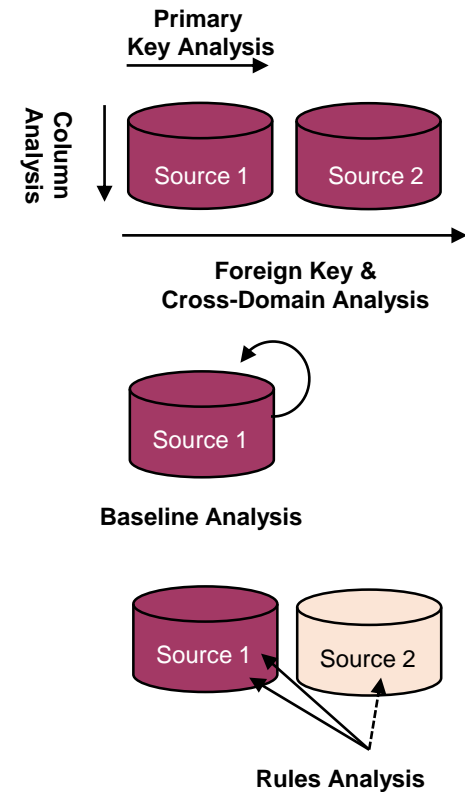 Primary
Key Analysis
Column
Analysis
Source 1
Source 2
Foreign Key &
Cross-Domain Analysis
Source 1
Baseline Analysis
Source 1
Source 2
Rules Analysis